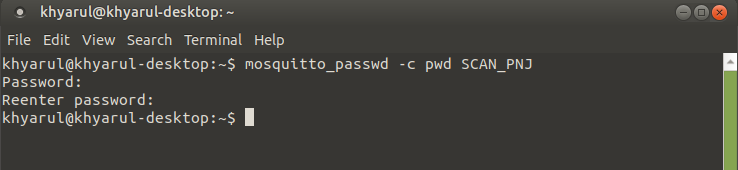 khyarul@khyarul-desktop: ~
File Edit View Search Terminal Help
khyarul@khyarul-desktop:~$ mosquitto_passwd -c pwd SCAN_PNJ
Password:
Reenter password:
khyarul@khyarul-desktop:~$